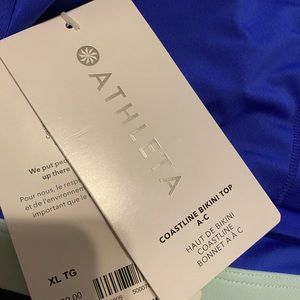 ATHLETA
COASTLINE BIKINI TOP
A-C
HAUT DE BIKINI
COASTLINE
BONNET A À C
We put peo
up there
Pour nous, le resp
et de l'environnem
important que le
XL TG